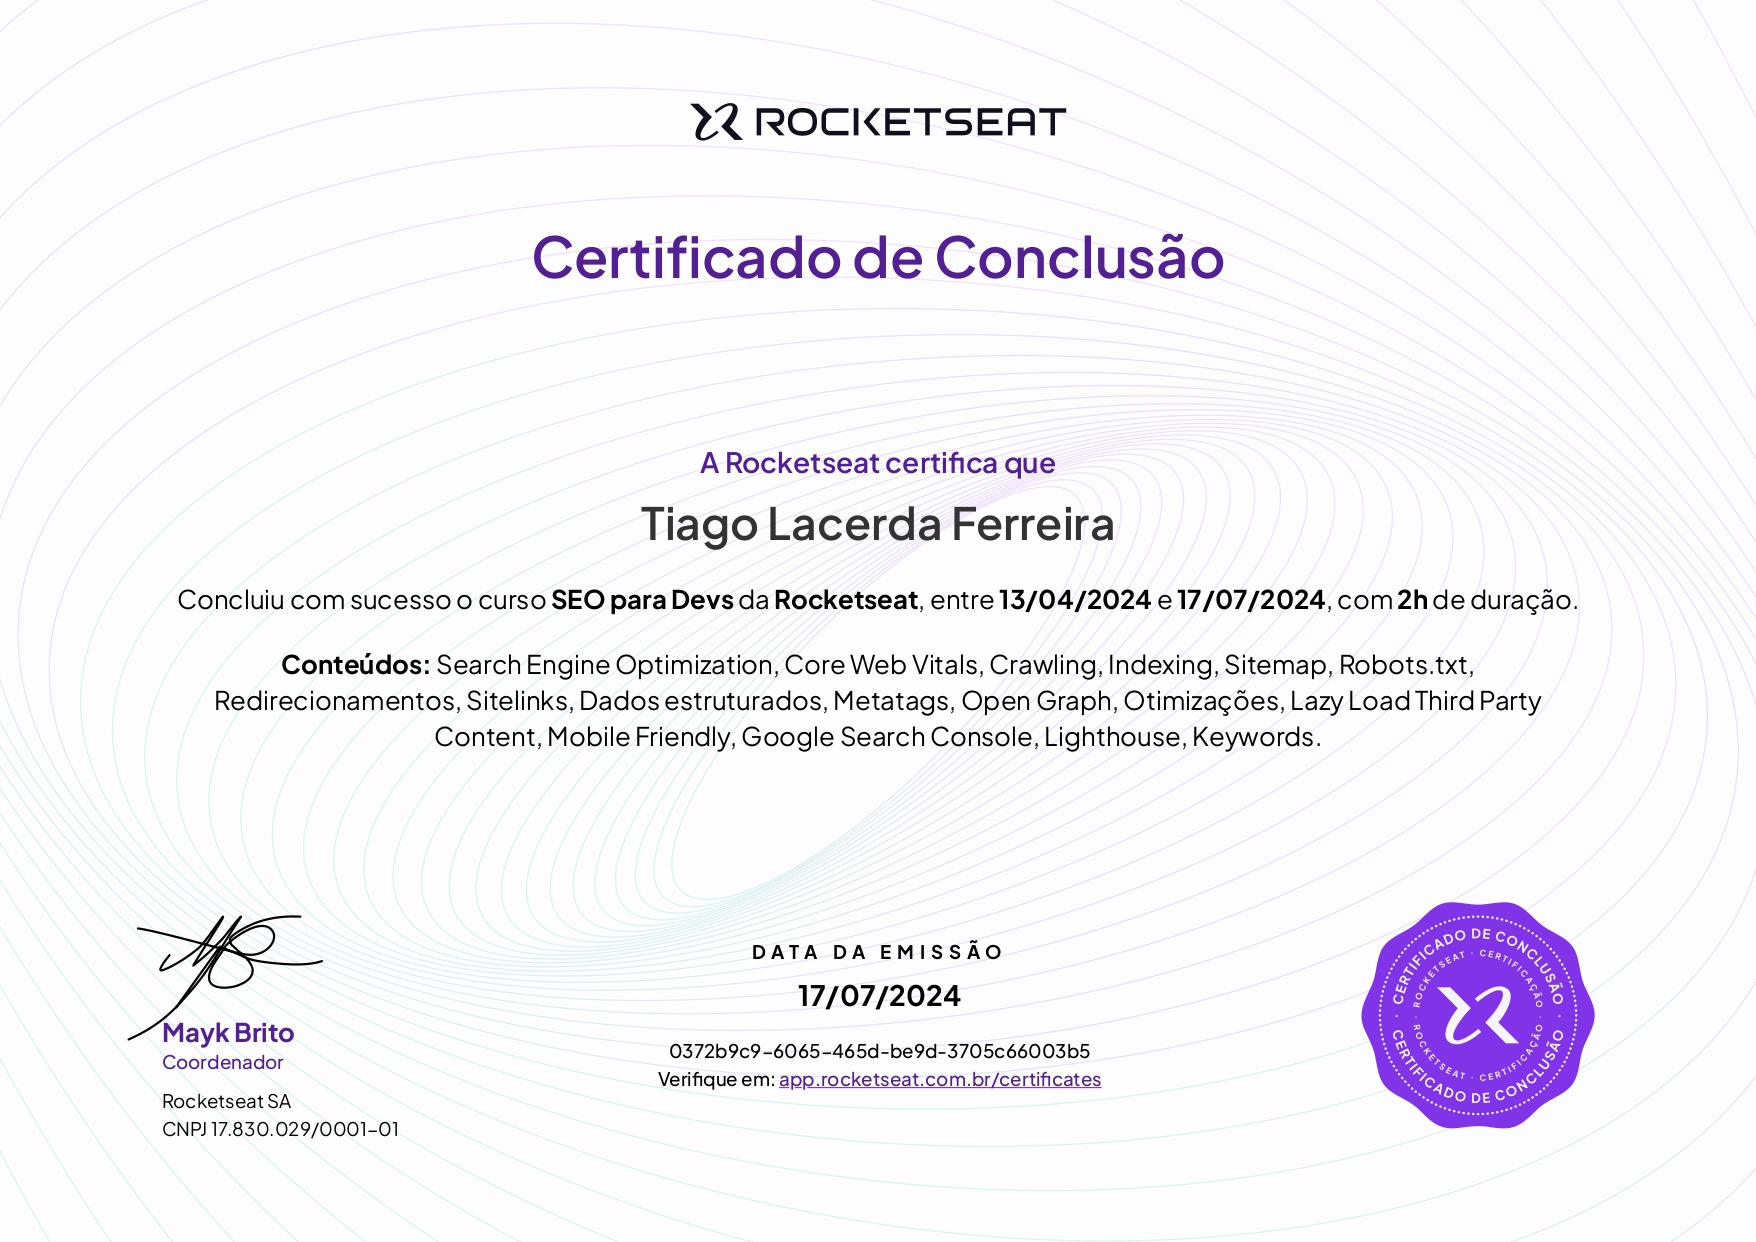 ROCKETSEAT
Certificado de Conclusão
A Rocketseat certifica que
Tiago Lacerda Ferreira
Concluiu com sucesso o curso SEO para Devs da Rocketseat, entre 13/04/2024 e 17/07/2024, com 2h de duração.
Conteúdos: Search Engine Optimization, Core Web Vitals, Crawling, Indexing, Sitemap, Robots.txt,
Redirecionamentos, Sitelinks, Dados estruturados, Metatags, Open Graph, Otimizações, Lazy Load Third Party
Content, Mobile Friendly, Google Search Console, Lighthouse, Keywords.
Mayk Brito
Coordenador
Rocketseat SA
CNPJ 17.830.029/0001-01
DATA DA EMISSÃO
17/07/2024
0372b9c9-6065-465d-be9d-3705c66003b5
Verifique em: app.rocketseat.com.br/certificates
CERTIFICADO DE CONCLUSÃO
ROCKETSEAT · CERTIFICAÇÃO
ROCKETSEAT · CERTIFICAÇÃO
CERTIFICADO DE CONCLUSÃO